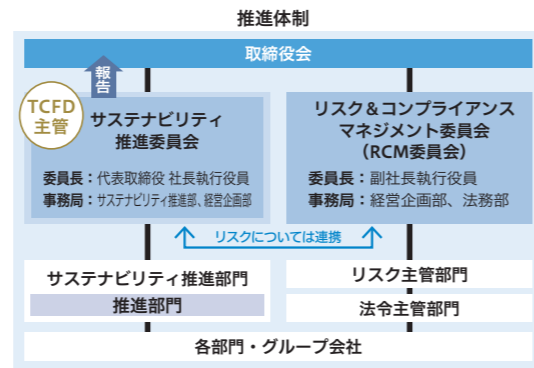 推進体制
取締役会
報告
TCFD
主管
サステナビリティ
推進委員会
委員長：代表取締役 社長執行役員
事務局：サステナビリティ推進部、経営企画部
リスク＆コンプライアンス
マネジメント委員会
（RCM委員会）
委員長：副社長執行役員
事務局：経営企画部、法務部
リスクについては連携
サステナビリティ推進部門
推進部門
リスク主管部門
法令主管部門
各部門・グループ会社